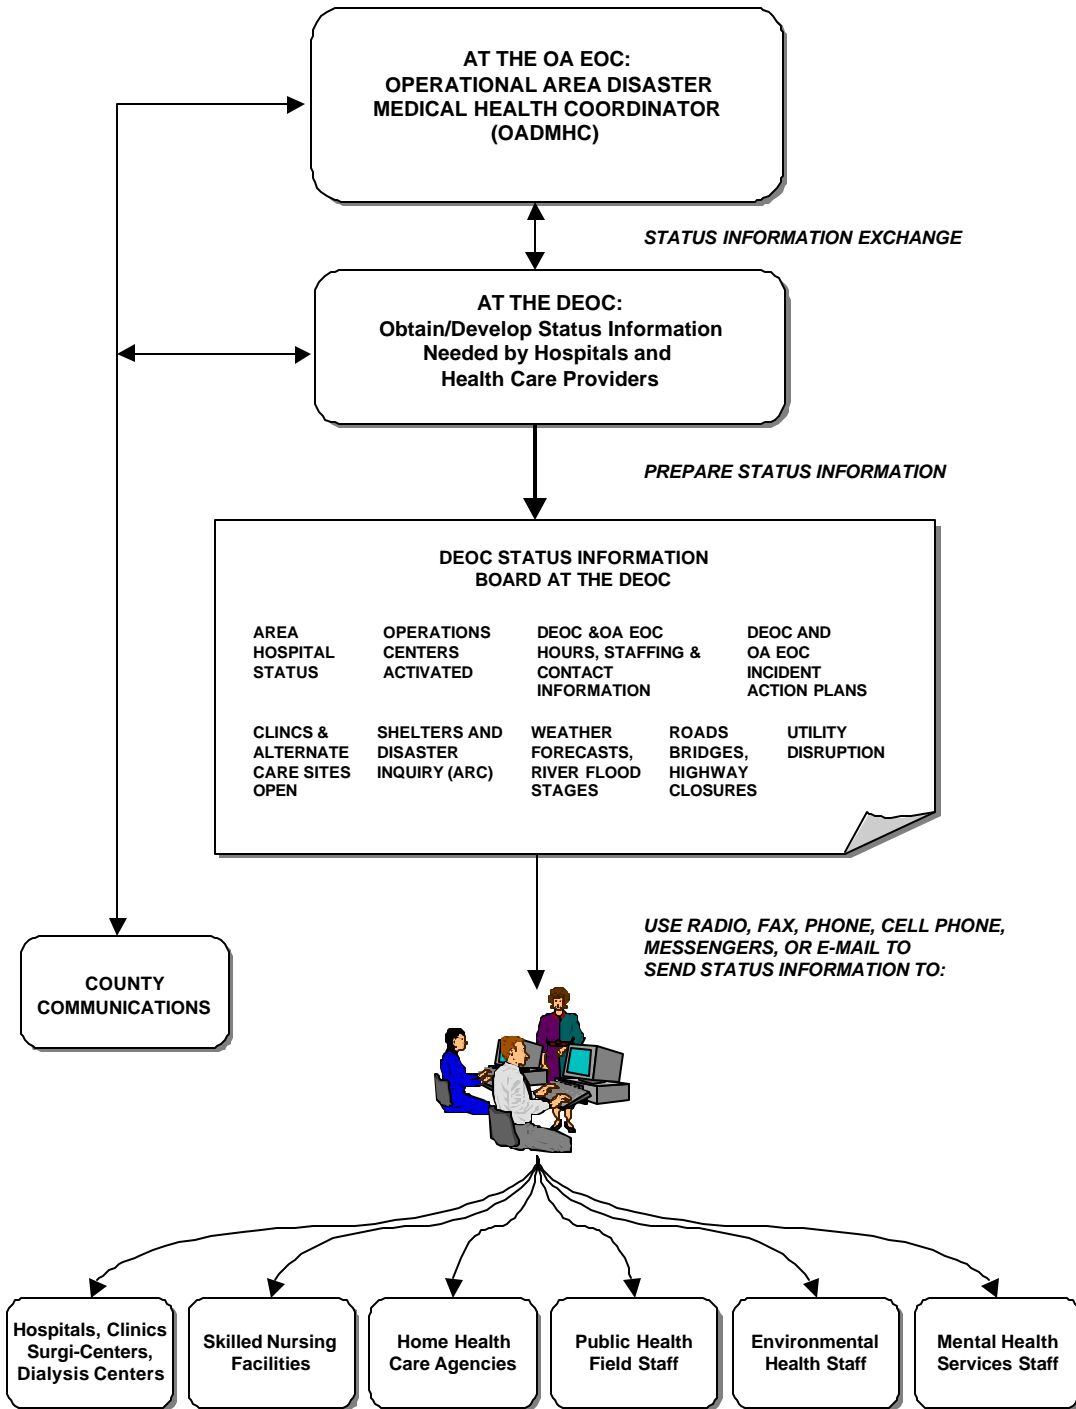 AT THE OA EOC:
OPERATIONAL AREA DISASTER
MEDICAL HEALTH COORDINATOR
(OADMHC)
STATUS INFORMATION EXCHANGE
AT THE DEOC:
Obtain/Develop Status Information
Needed by Hospitals and
Health Care Providers
PREPARE STATUS INFORMATION
DEOC STATUS INFORMATION
BOARD AT THE DEOC
AREA
HOSPITAL
STATUS
OPERATIONS
CENTERS
ACTIVATED
DEOC &OA EOC
HOURS, STAFFING &
CONTACT
INFORMATION
DEOC AND
OA EOC
INCIDENT
ACTION PLANS
CLINCS &
ALTERNATE
CARE SITES
OPEN
SHELTERS AND
DISASTER
INQUIRY (ARC)
WEATHER
FORECASTS,
RIVER FLOOD
STAGES
ROADS
BRIDGES,
HIGHWAY
CLOSURES
UTILITY
DISRUPTION
USE RADIO, FAX, PHONE, CELL PHONE,
MESSENGERS, OR E-MAIL TO
SEND STATUS INFORMATION TO:
COUNTY
COMMUNICATIONS
Hospitals, Clinics
Surgi-Centers,
Dialysis Centers
Skilled Nursing
Facilities
Home Health
Care Agencies
Public Health
Field Staff
Environmental
Health Staff
Mental Health
Services Staff